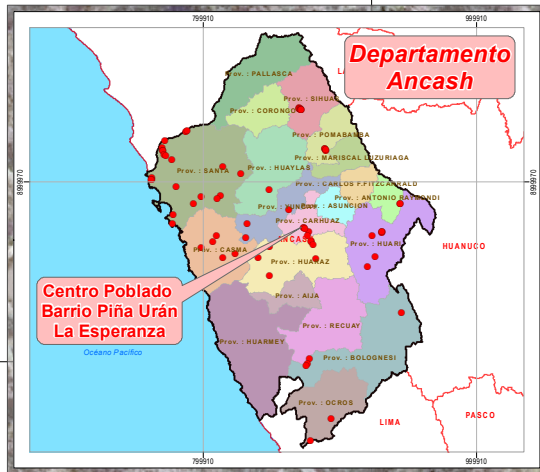 799910
999910
Departamento
Ancash
LA
Prov. : PALLASCA
Prov. : SIHUAS
Prov. : CORONGO
Prov. : POMABAMBA
Prov. : MARISCAL LUZURIAGA
Prov. : SANTA
Prov. : HUAYLAS
Prov. : CARLOS F.FITZCARRALD
Prov. : ANTONIO RAYMONDI
Prov. : YUNGAY
Prov. : ASUNCION
Prov. : CARHUAZ
ANCASH
Prov. : HUARI
HUANUCO
Prov. : CASMA
Prov. : HUARAZ
8999970
8999970
Centro Poblado
Barrio Piña Urán
La Esperanza
Prov. : AIJA
Prov. : RECUAY
Prov. : HUARMEY
Océano Pacífico
Prov. : BOLOGNESI
Prov. : OCROS
LIMA
PASCO
799910
999910